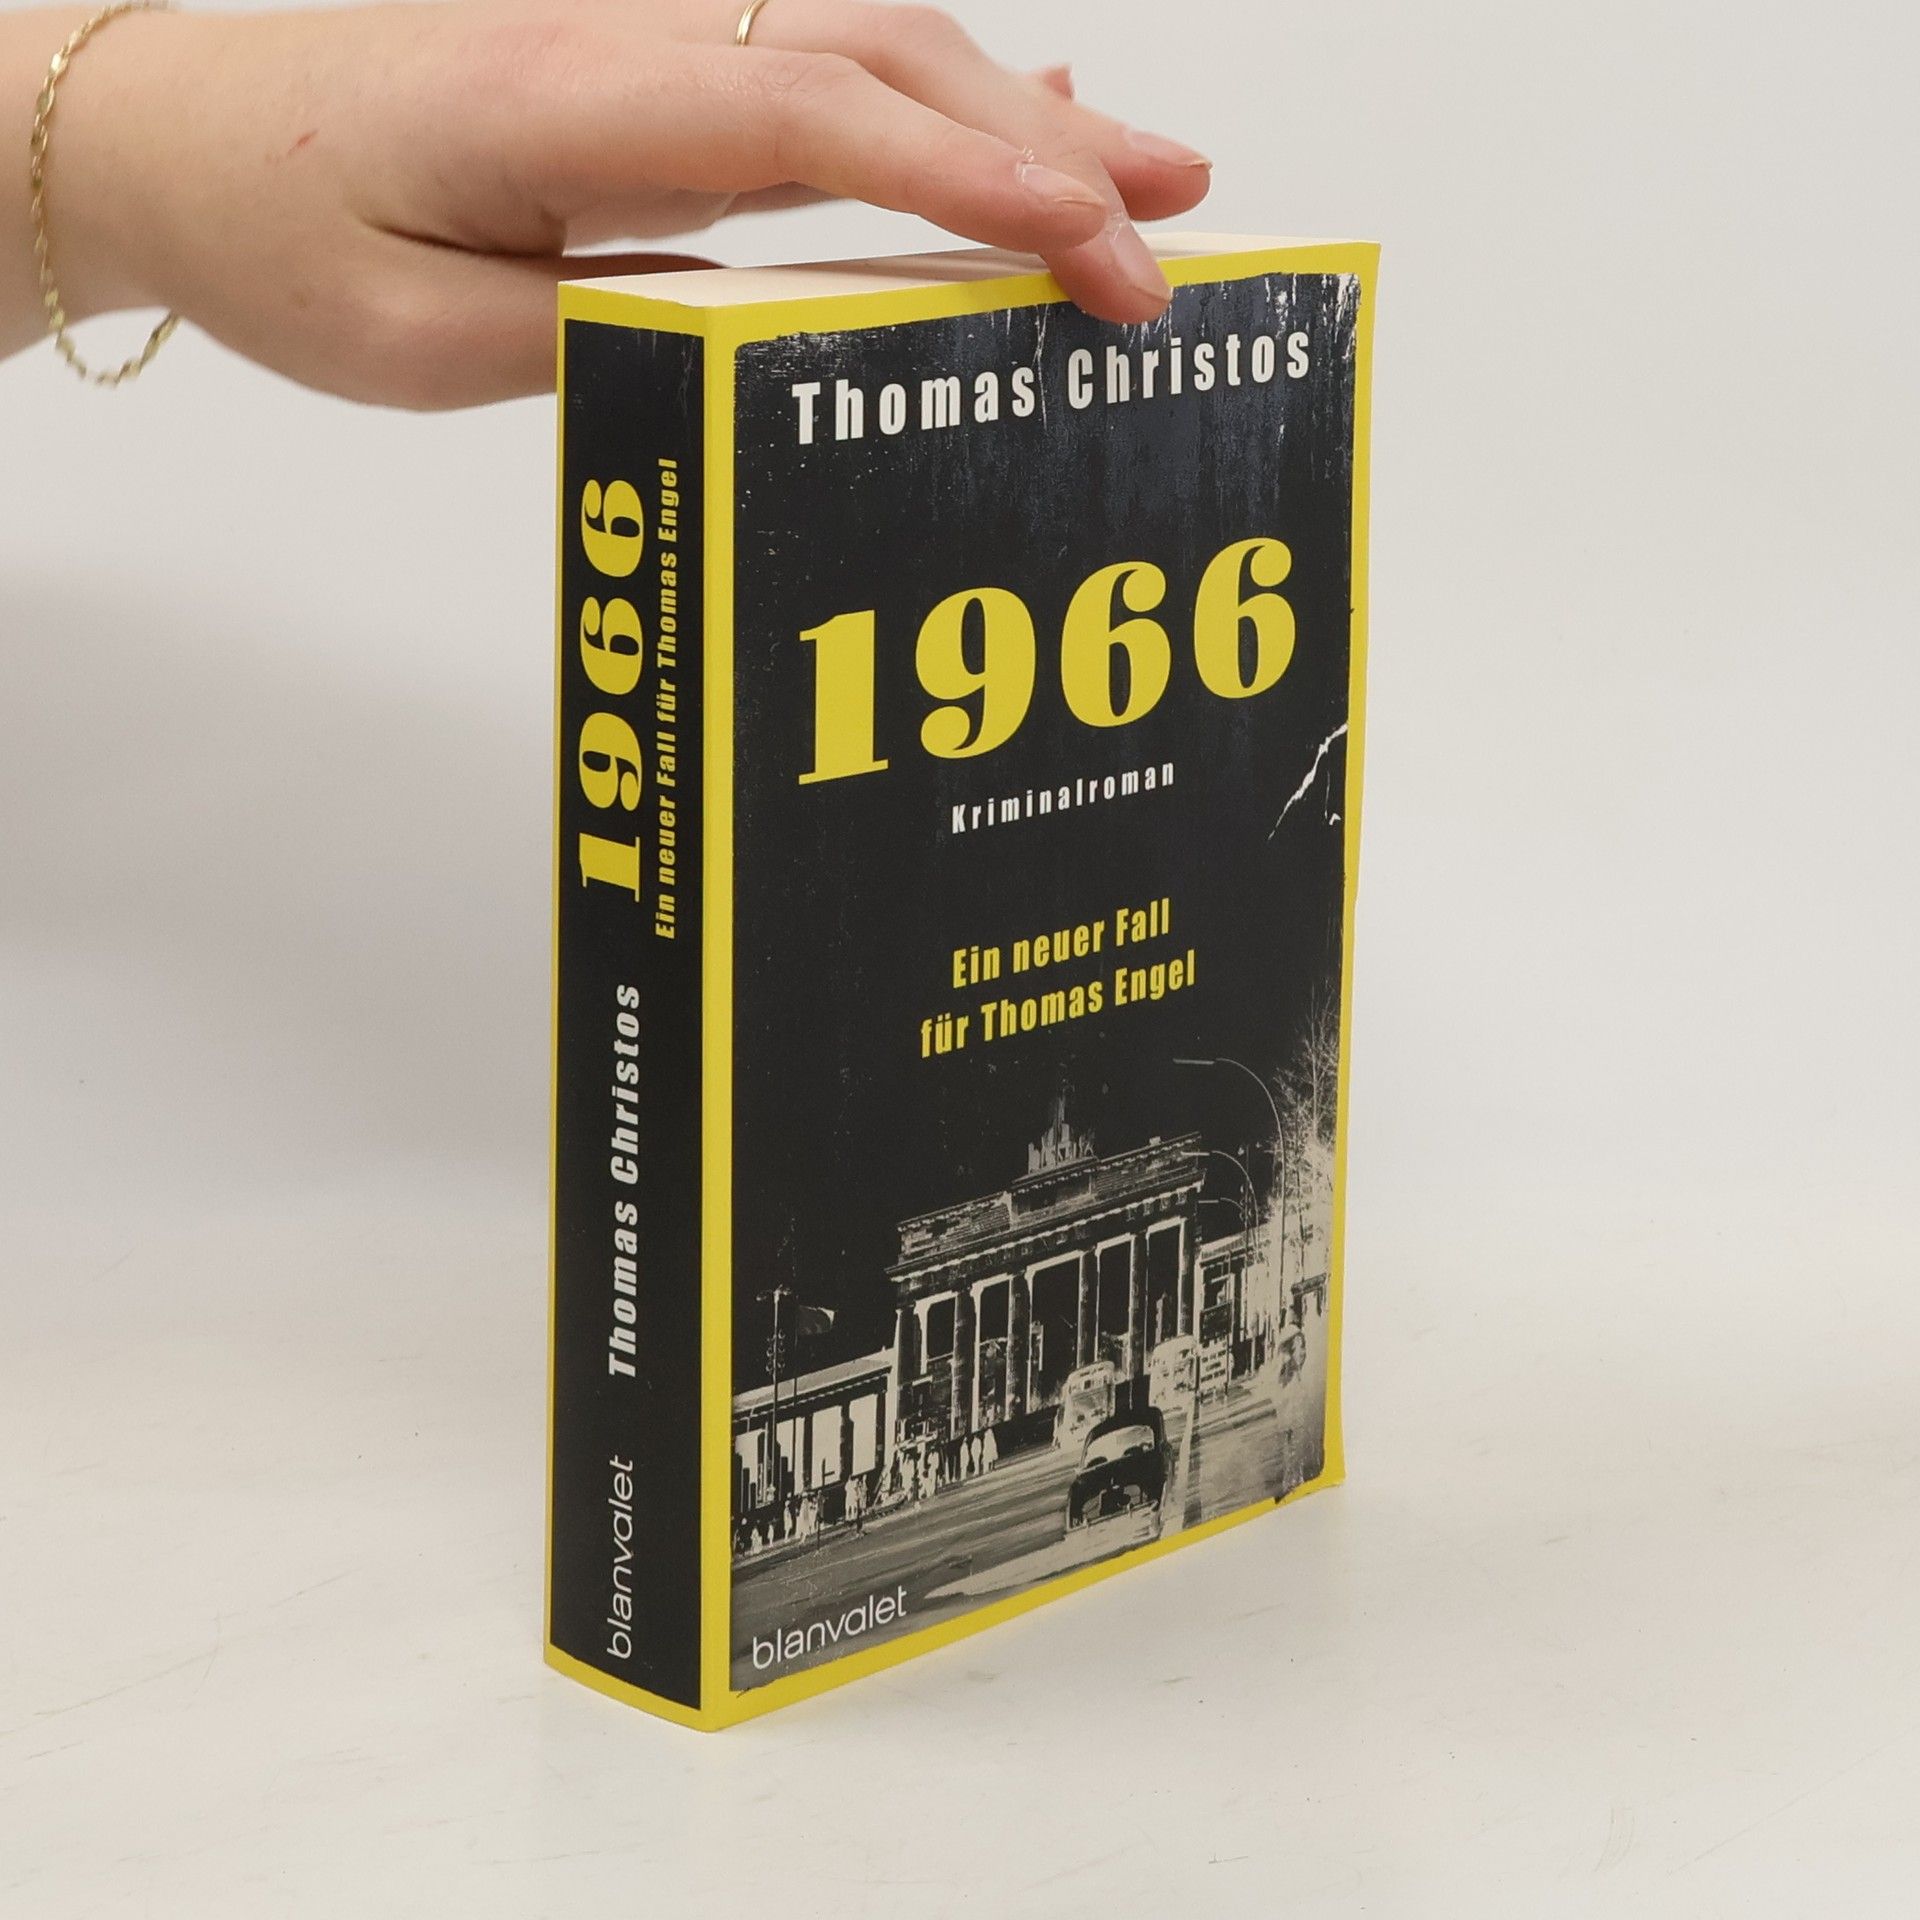 Thomas Christos
1966
Kriminalroman
Ein neuer Fall
für Thomas Engel
blanvalet
1966
Ein neuer Fall für Thomas Engel
Thomas Christos
blanvalet